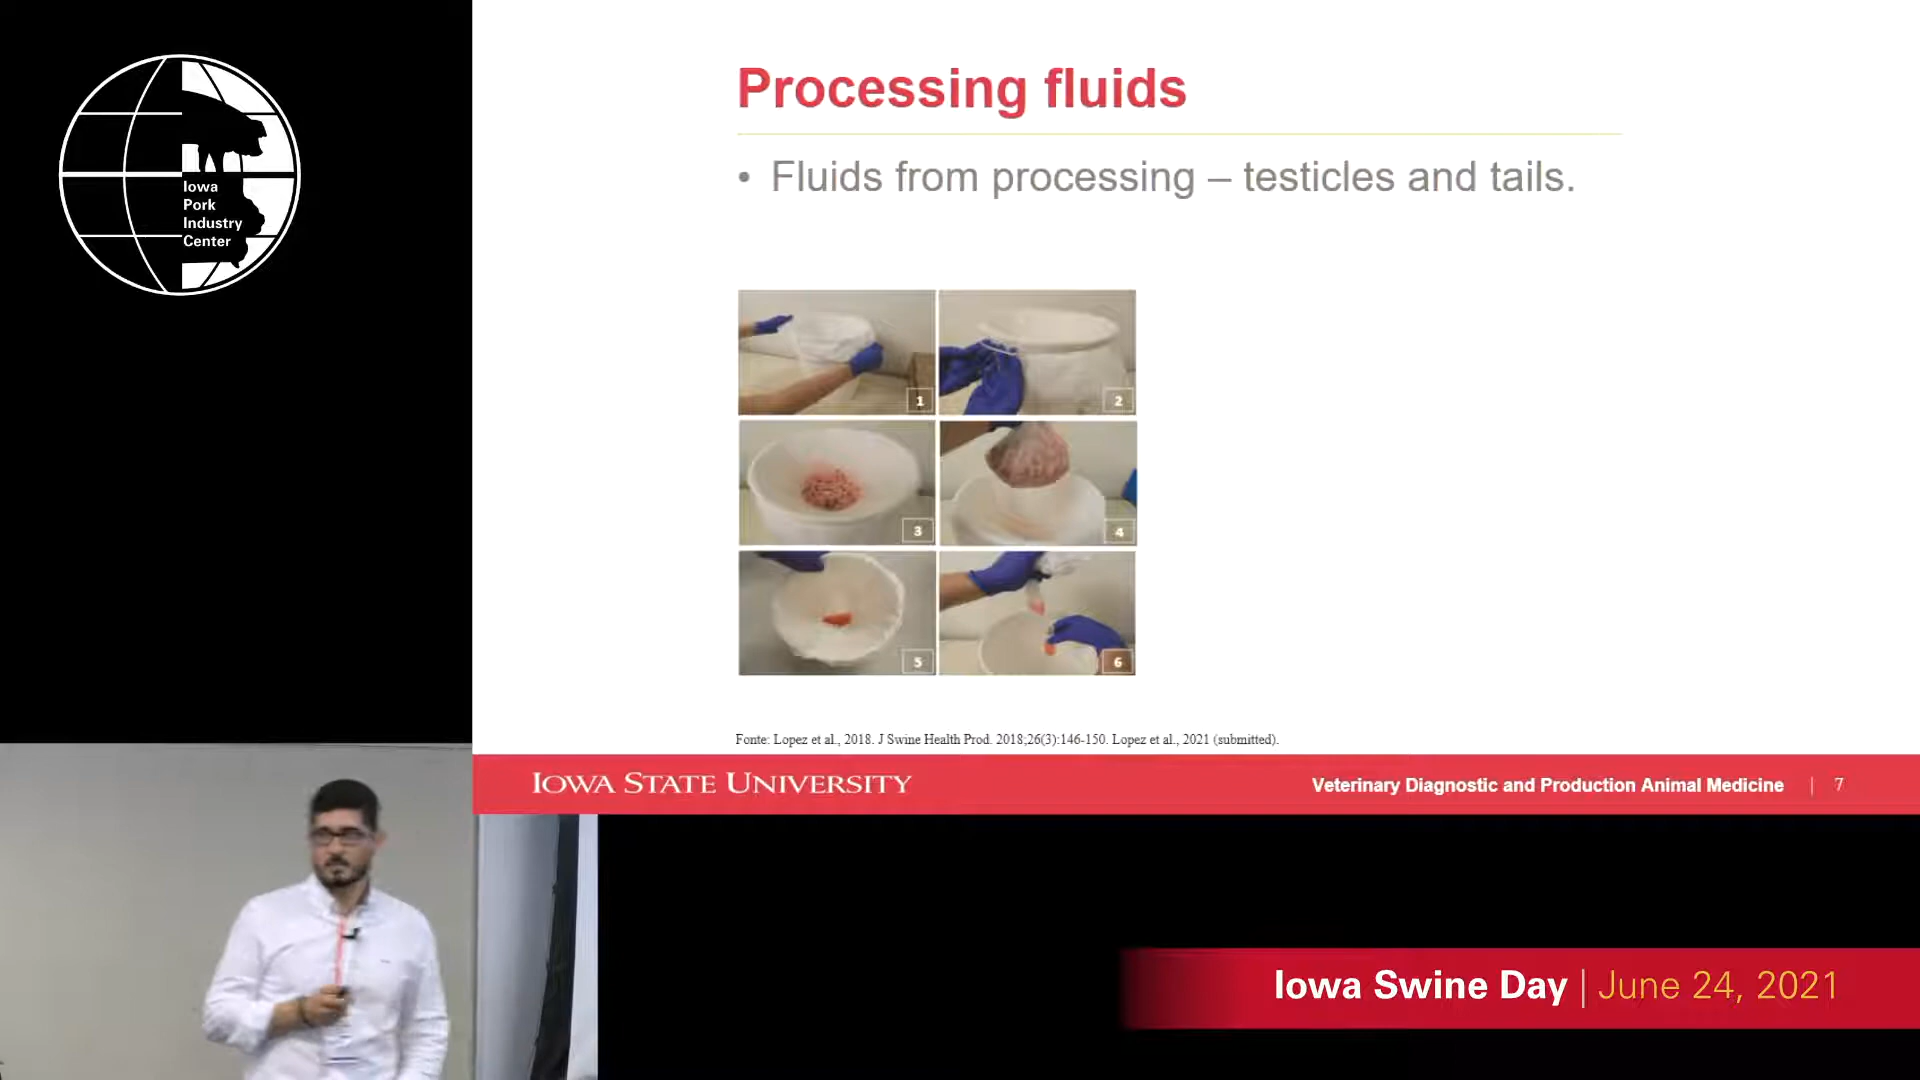 Iowa
Pork
Industry
Center
Processing fluids
• Fluids from processing – testicles and tails.
1
2
3
4
5
6
Fonte: Lopez et al., 2018. J Swine Health Prod. 2018;26(3):146-150. Lopez et al., 2021 (submitted).
IOWA STATE UNIVERSITY
Veterinary Diagnostic and Production Animal Medicine | 7
Iowa Swine Day | June 24, 2021